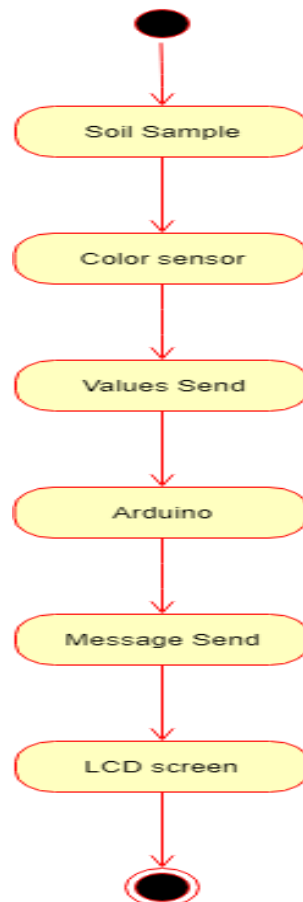 Soil Sample
Color sensor
Values Send
Arduino
Message Send
LCD screen